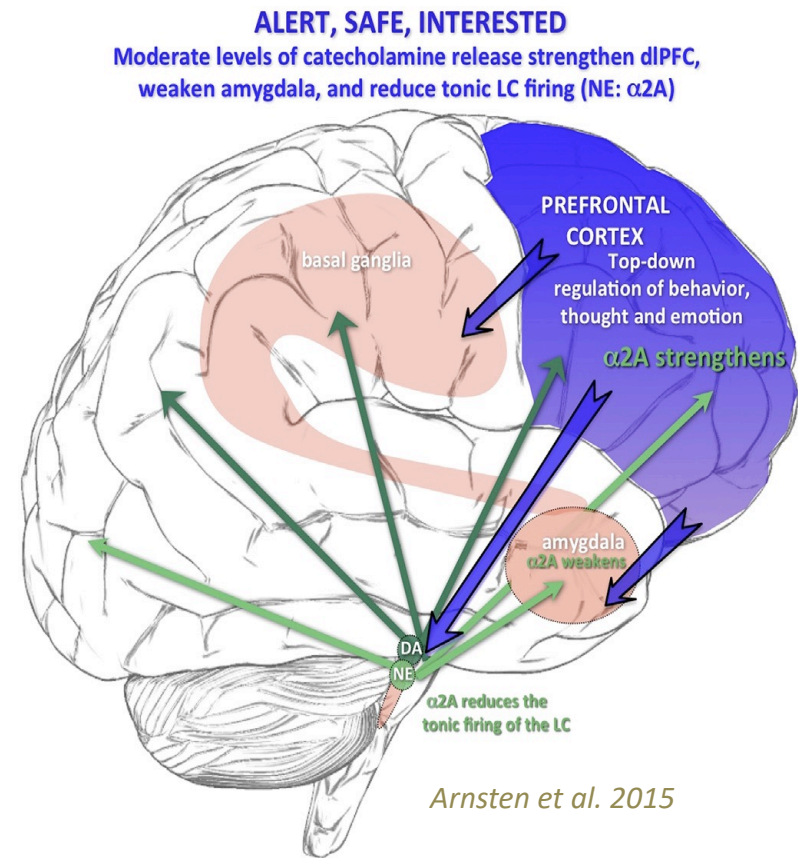 ALERT, SAFE, INTERESTED
Moderate levels of catecholamine release strengthen dlPFC,
weaken amygdala, and reduce tonic LC firing (NE: α2A)
PREFRONTAL
CORTEX
Top-down
regulation of behavior,
thought and emotion
α2A strengthens
basal ganglia
amygdala
α2A weakens
DA
NE
α2A reduces the
tonic firing of the LC
Arnsten et al. 2015